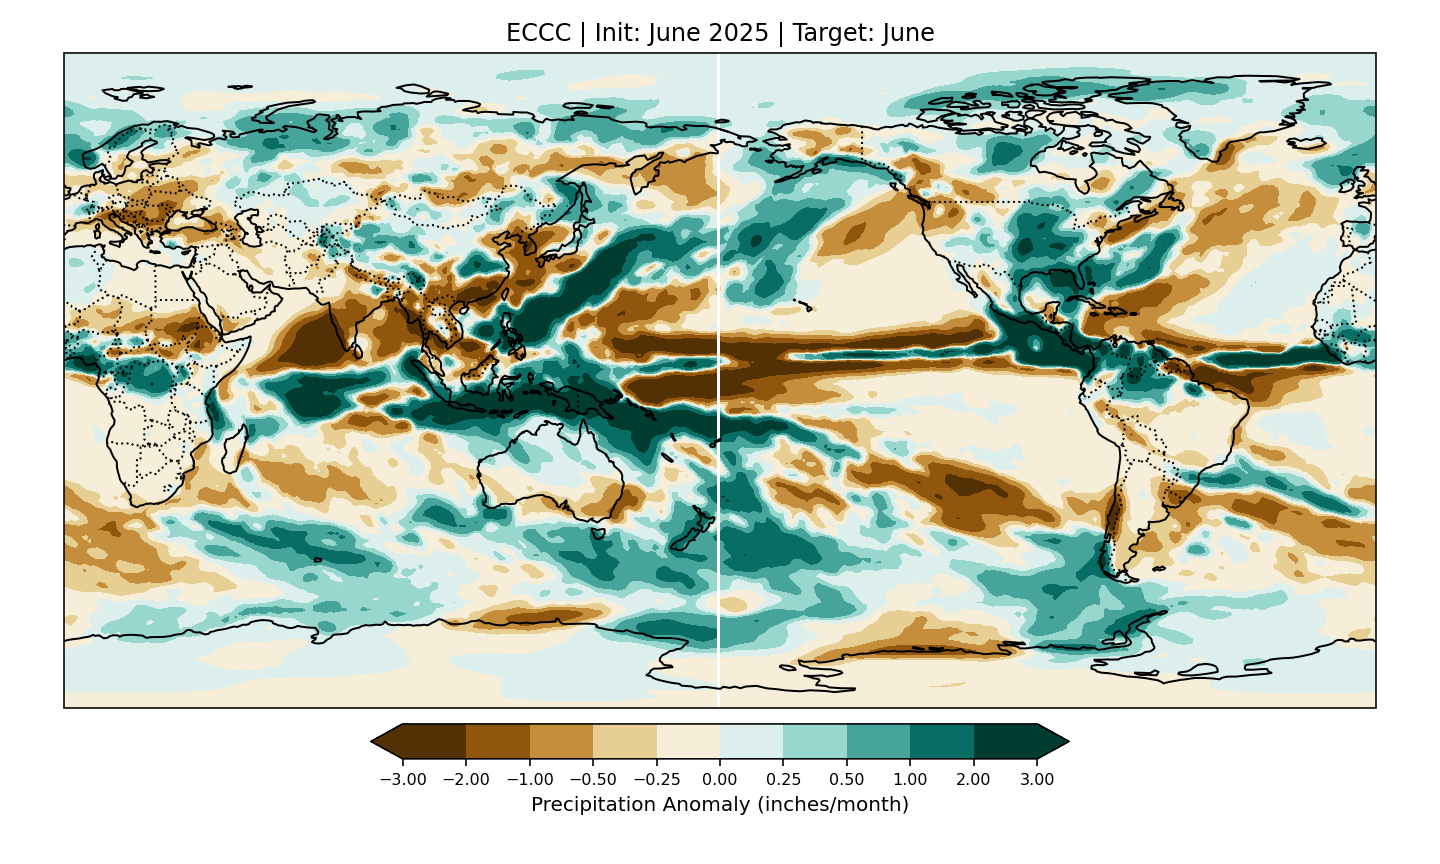 ECCC | Init: June 2025 | Target: June
−3.00 −2.00 −1.00 −0.50 −0.25 0.00 0.25 0.50 1.00 2.00 3.00
Precipitation Anomaly (inches/month)